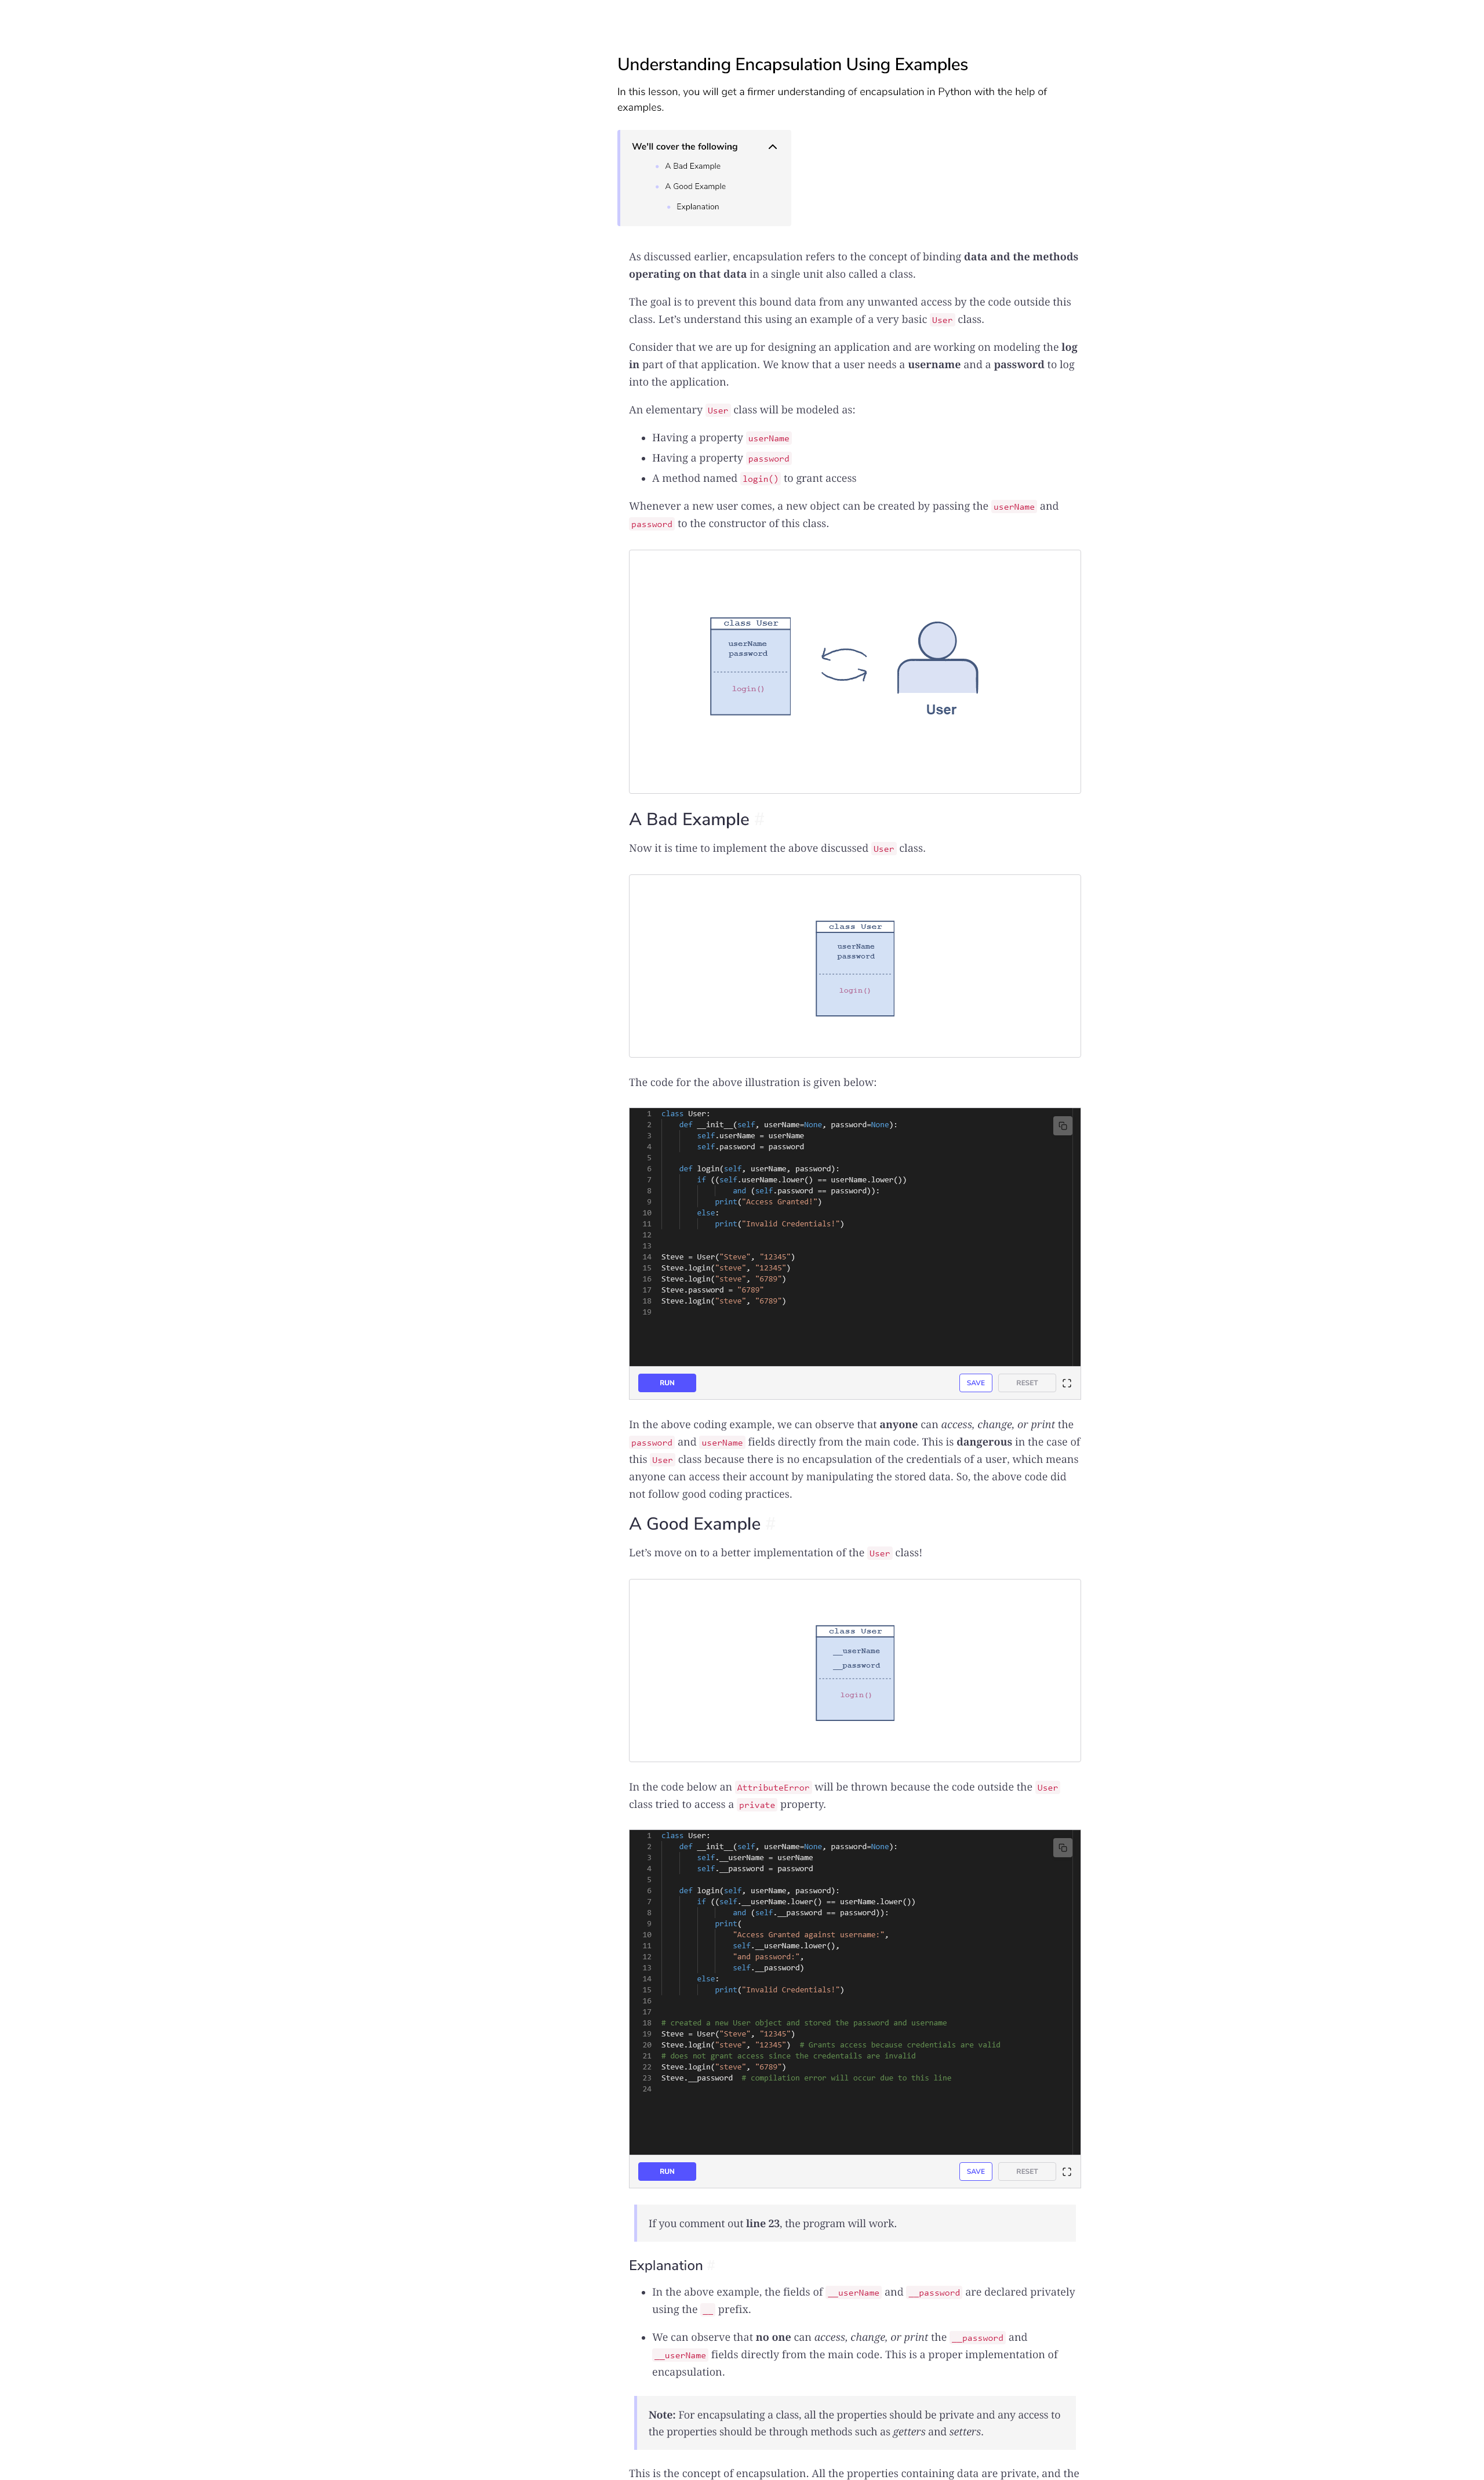 Understanding Encapsulation Using Examples
In this lesson, you will get a firmer understanding of encapsulation in Python with the help of
examples.
We'll cover the following
A Bad Example
A Good Example
Explanation
As discussed earlier, encapsulation refers to the concept of binding data and the methods
operating on that data in a single unit also called a class.
The goal is to prevent this bound data from any unwanted access by the code outside this
class. Let’s understand this using an example of a very basic User class.
Consider that we are up for designing an application and are working on modeling the log
in part of that application. We know that a user needs a username and a password to log
into the application.
An elementary User class will be modeled as:
• Having a property userName
• Having a property password
• A method named login() to grant access
Whenever a new user comes, a new object can be created by passing the userName and
password to the constructor of this class.
class User
userName
password
login()
User
A Bad Example #
Now it is time to implement the above discussed User class.
class User
userName
password
login()
The code for the above illustration is given below:
1 class User:
2     def __init__(self, userName=None, password=None):
3         self.userName = userName
4         self.password = password
5
6     def login(self, userName, password):
7         if ((self.userName.lower() == userName.lower())
8                 and (self.password == password)):
9             print("Access Granted!")
10         else:
11             print("Invalid Credentials!")
12
13
14 Steve = User("Steve", "12345")
15 Steve.login("steve", "12345")
16 Steve.login("steve", "6789")
17 Steve.password = "6789"
18 Steve.login("steve", "6789")
19
RUN SAVE RESET
In the above coding example, we can observe that anyone can access, change, or print the
password and userName fields directly from the main code. This is dangerous in the case of
this User class because there is no encapsulation of the credentials of a user, which means
anyone can access their account by manipulating the stored data. So, the above code did
not follow good coding practices.
A Good Example #
Let’s move on to a better implementation of the User class!
class User
__userName
__password
login()
In the code below an AttributeError will be thrown because the code outside the User
class tried to access a private property.
1 class User:
2     def __init__(self, userName=None, password=None):
3         self.__userName = userName
4         self.__password = password
5
6     def login(self, userName, password):
7         if ((self.__userName.lower() == userName.lower())
8                 and (self.__password == password)):
9             print(
10                 "Access Granted against username:",
11                 self.__userName.lower(),
12                 "and password:",
13                 self.__password)
14         else:
15             print("Invalid Credentials!")
16
17
18 # created a new User object and stored the password and username
19 Steve = User("Steve", "12345")
20 Steve.login("steve", "12345")  # Grants access because credentials are valid
21 # does not grant access since the credentails are invalid
22 Steve.login("steve", "6789")
23 Steve.__password  # compilation error will occur due to this line
24
RUN SAVE RESET
If you comment out line 23, the program will work.
Explanation #
• In the above example, the fields of __userName and __password are declared privately
using the __ prefix.
• We can observe that no one can access, change, or print the __password and
__userName fields directly from the main code. This is a proper implementation of
encapsulation.
Note: For encapsulating a class, all the properties should be private and any access to
the properties should be through methods such as getters and setters.
This is the concept of encapsulation. All the properties containing data are private, and the